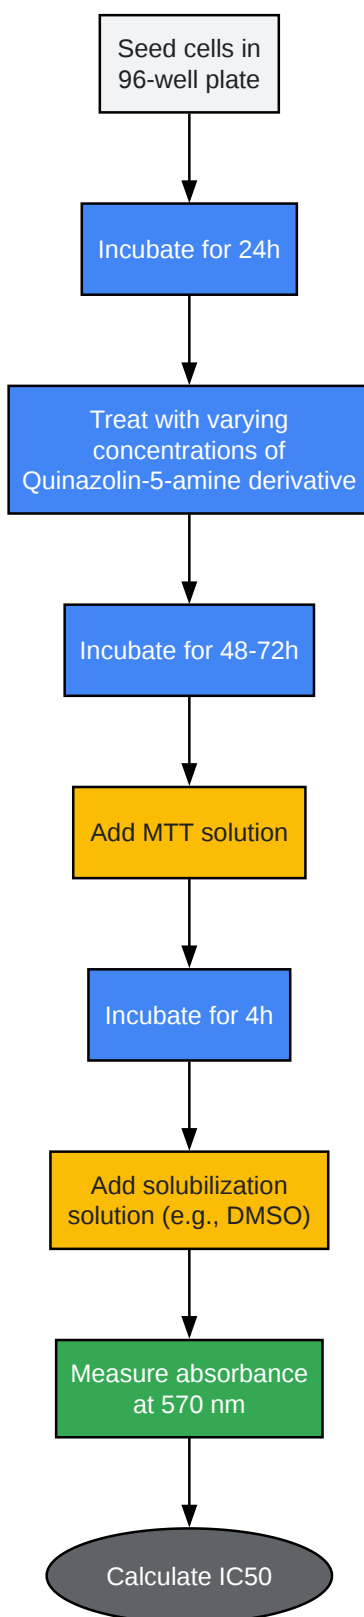 Seed cells in
96-well plate
Incubate for 24h
Treat with varying
concentrations of
Quinazolin-5-amine derivative
Incubate for 48-72h
Add MTT solution
Incubate for 4h
Add solubilization
solution (e.g., DMSO)
Measure absorbance
at 570 nm
Calculate IC50